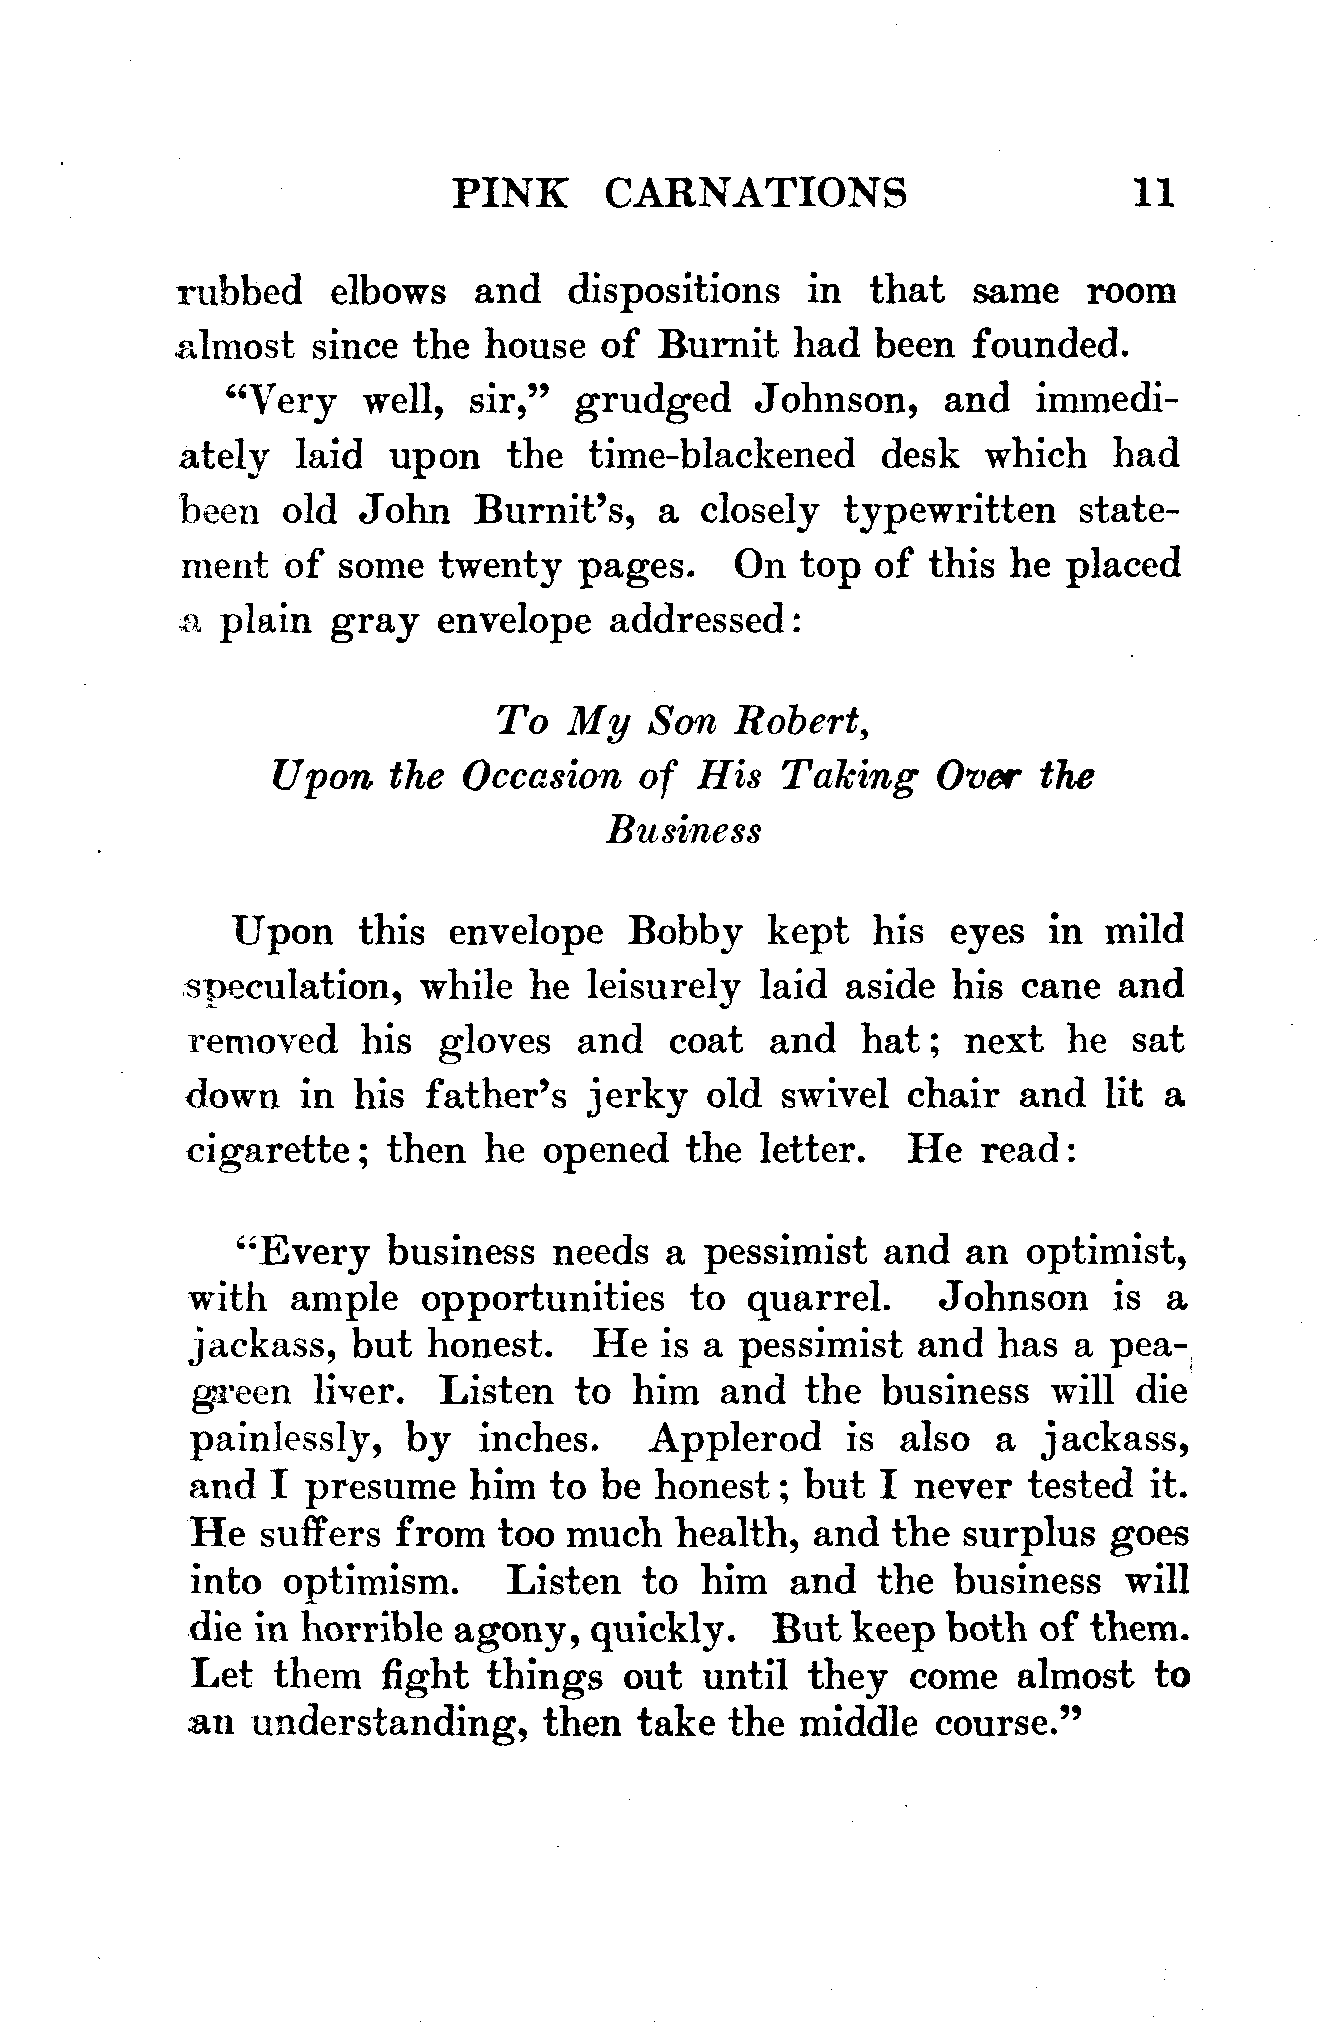 PINK CARNATIONS 11
rubbed elbows and dispositions in that same room
almost since the house of Burnit had been founded.
“Very well, sir,” grudged Johnson, and immedi-
ately laid upon the time-blackened desk which had
been old John Burnit’s, a closely typewritten state-
ment of some twenty pages. On top of this he placed
a plain gray envelope addressed:
To My Son Robert,
Upon the Occasion of His Taking Over the
Business
Upon this envelope Bobby kept his eyes in mild
speculation, while he leisurely laid aside his cane and
removed his gloves and coat and hat; next he sat
down in his father’s jerky old swivel chair and lit a
cigarette; then he opened the letter. He read:
“Every business needs a pessimist and an optimist,
with ample opportunities to quarrel. Johnson is a
jackass, but honest. He is a pessimist and has a pea-
green liver. Listen to him and the business will die
painlessly, by inches. Applerod is also a jackass,
and I presume him to be honest; but I never tested it.
He suffers from too much health, and the surplus goes
into optimism. Listen to him and the business will
die in horrible agony, quickly. But keep both of them.
Let them fight things out until they come almost to
an understanding, then take the middle course.”